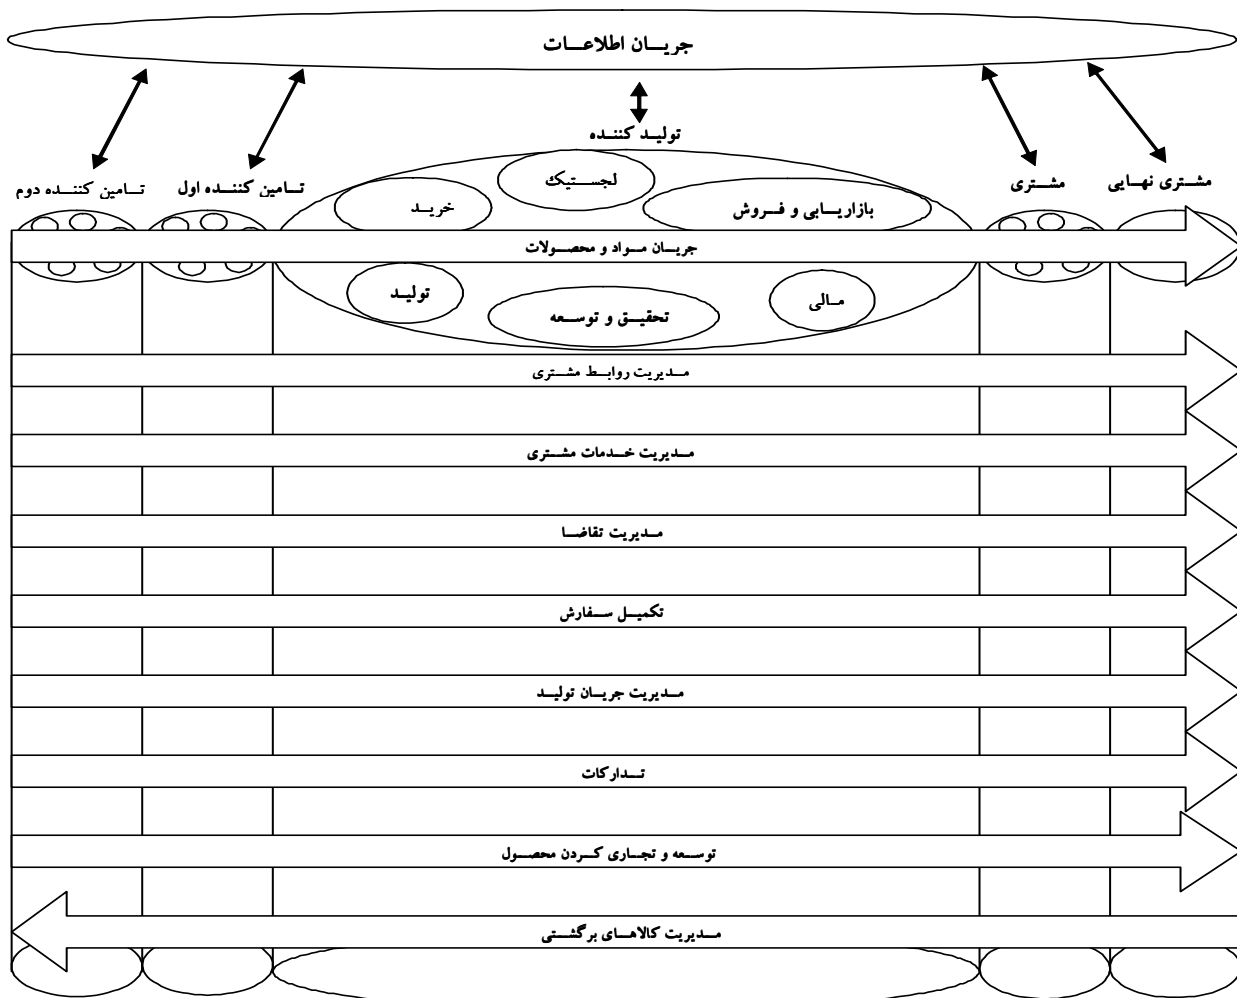 جریان اطلاعات
تولید کننده
مشتری نهایی
مشتری
تامین کننده اول
تامین کننده دوم
لجستیک
بازاریابی و فروش
خرید
جریان مواد و محصولات
مالی
تحقیق و توسعه
تولید
مدیریت روابط مشتری
مدیریت خدمات مشتری
مدیریت تقاضا
تکمیل سفارش
مدیریت جریان تولید
تدارکات
توسعه و تجاری کردن محصول
مدیریت کالاهای برگشتی